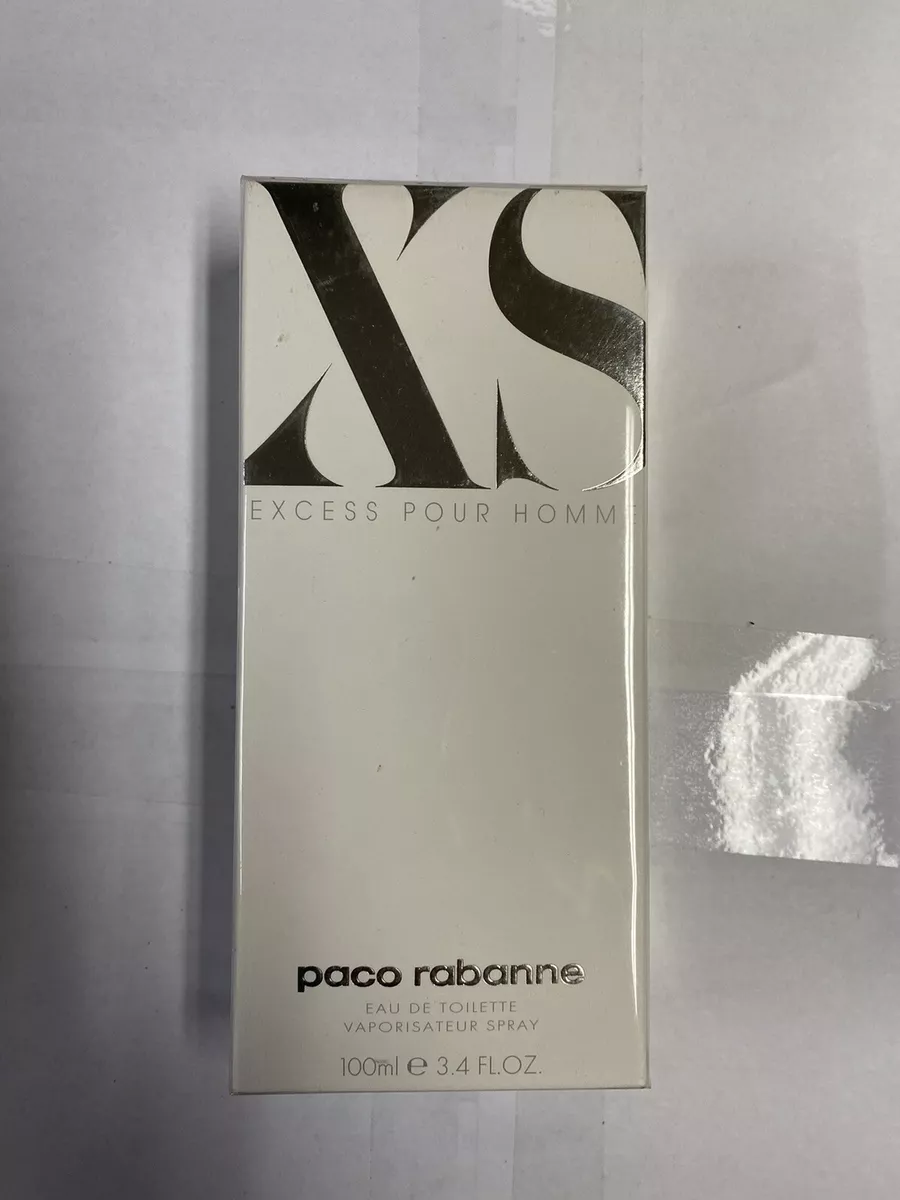 XS
EXCESS POUR HOMME
paco rabanne
EAU DE TOILETTE
VAPORISATEUR SPRAY
100ml e 3.4 FL.OZ.